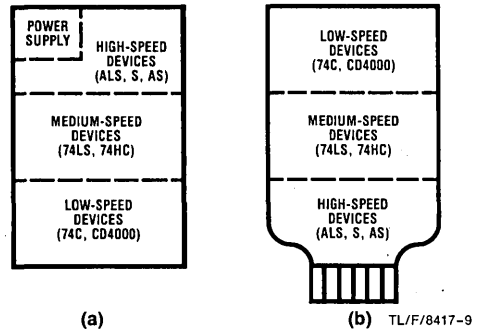 POWER
SUPPLY
HIGH-SPEED
DEVICES
(ALS, S, AS)
MEDIUM-SPEED
DEVICES
(74LS, 74HC)
LOW-SPEED
DEVICES
(74C, CD4000)
(a)
LOW-SPEED
DEVICES
(74C, CD4000)
MEDIUM-SPEED
DEVICES
(74LS, 74HC)
HIGH-SPEED
DEVICES
(ALS, S, AS)
(b) TL/F/8417-9